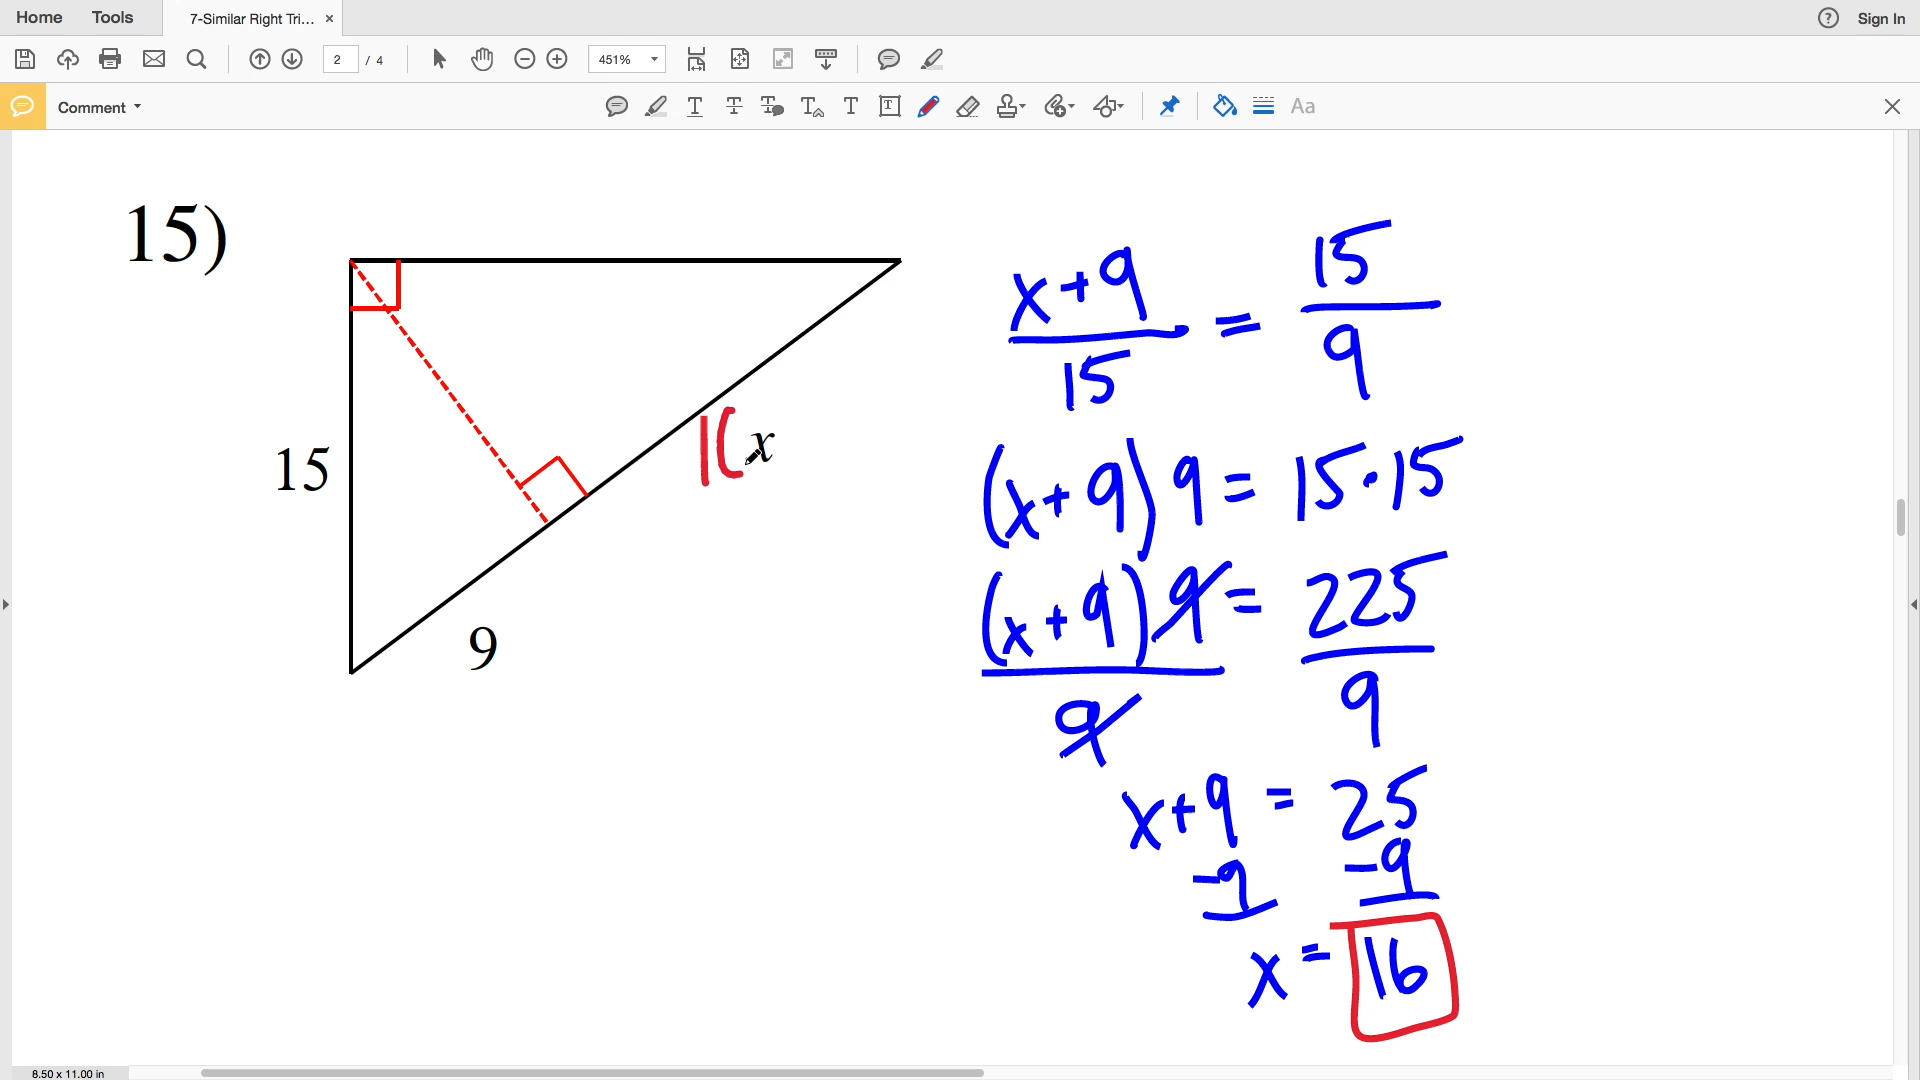 Home Tools 7-Similar Right Tri... × ? Sign In
2 / 4 451%
Comment T T T T T T Aa
15)
15
9
x
x+9 = 15
15 9
(x+9)9 = 15·15
(x+9)9 = 225
9 9
x+9 = 25
-9 -9
x = 16
8.50 x 11.00 in